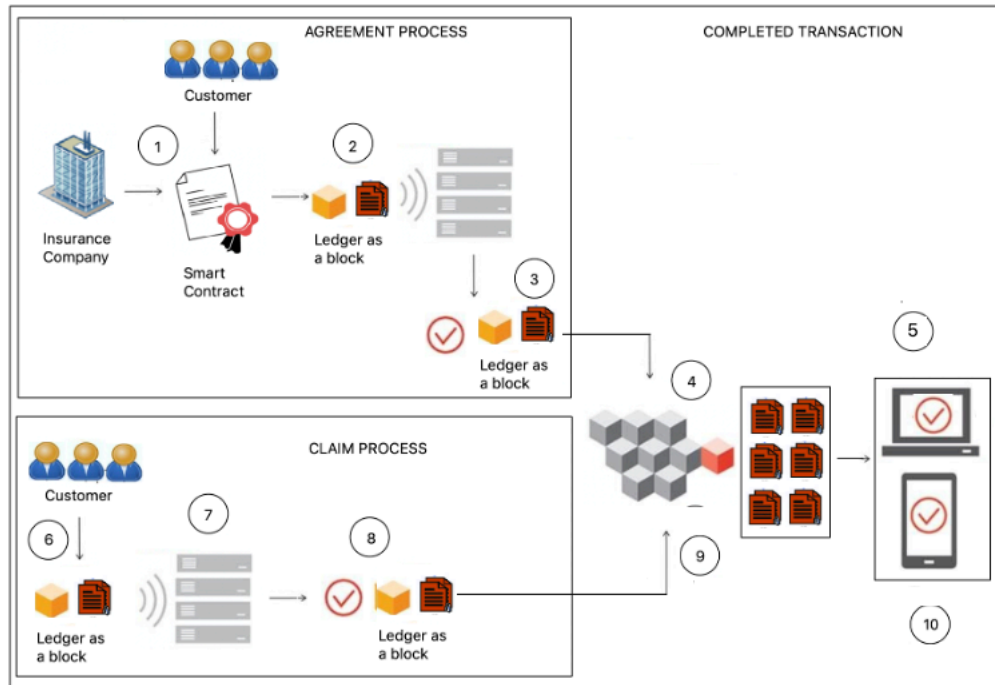 AGREEMENT PROCESS
COMPLETED TRANSACTION
Customer
1
2
Insurance
Company
Smart
Contract
Ledger as
a block
3
Ledger as
a block
4
5
CLAIM PROCESS
Customer
6
7
8
9
Ledger as
a block
Ledger as
a block
10